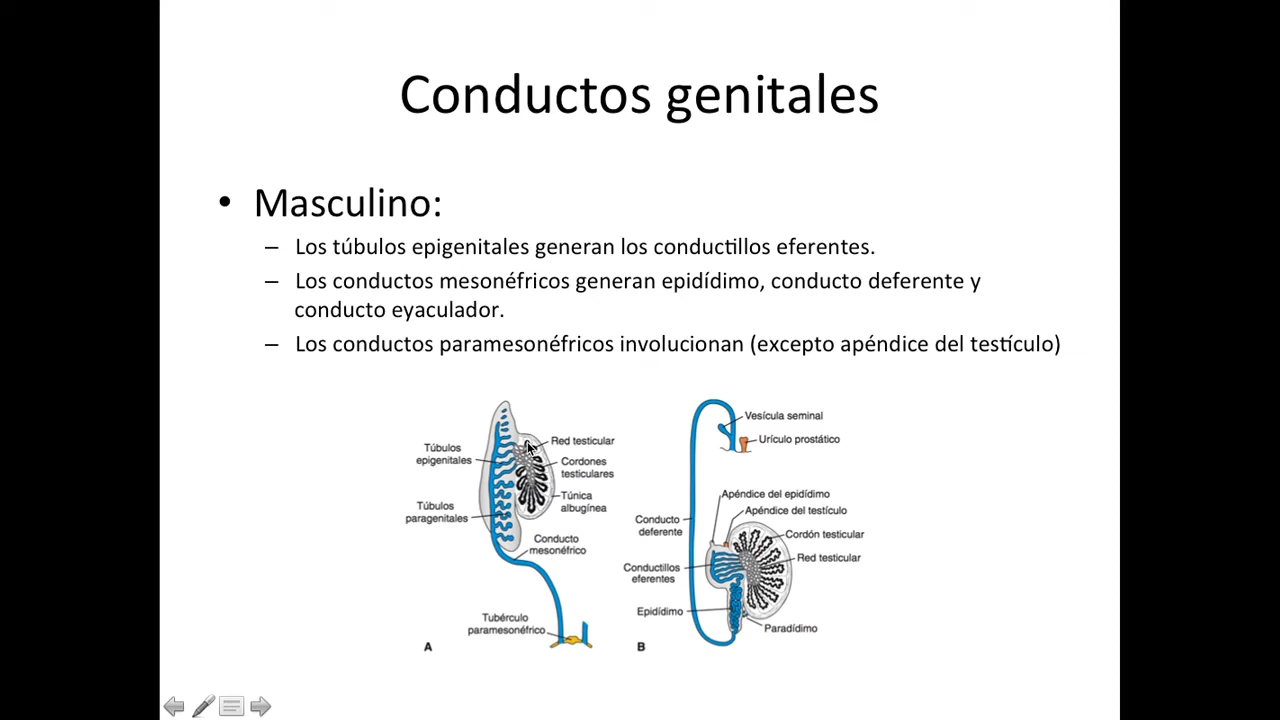 Conductos genitales
• Masculino:
– Los túbulos epigenitales generan los conductillos eferentes.
– Los conductos mesonéfricos generan epidídimo, conducto deferente y
conducto eyaculador.
– Los conductos paramesonéfricos involucionan (excepto apéndice del testículo)
Túbulos
epigenitales
Túbulos
paragenitales
Red testicular
Cordones
testiculares
Túnica
albugínea
Conducto
mesonéfrico
Tubérculo
paramesonéfrico
A
Vesícula seminal
Urículo prostático
Apéndice del epidídimo
Apéndice del testículo
Conducto
deferente
Cordón testicular
Red testicular
Conductillos
eferentes
Epidídimo
Paradídimo
B